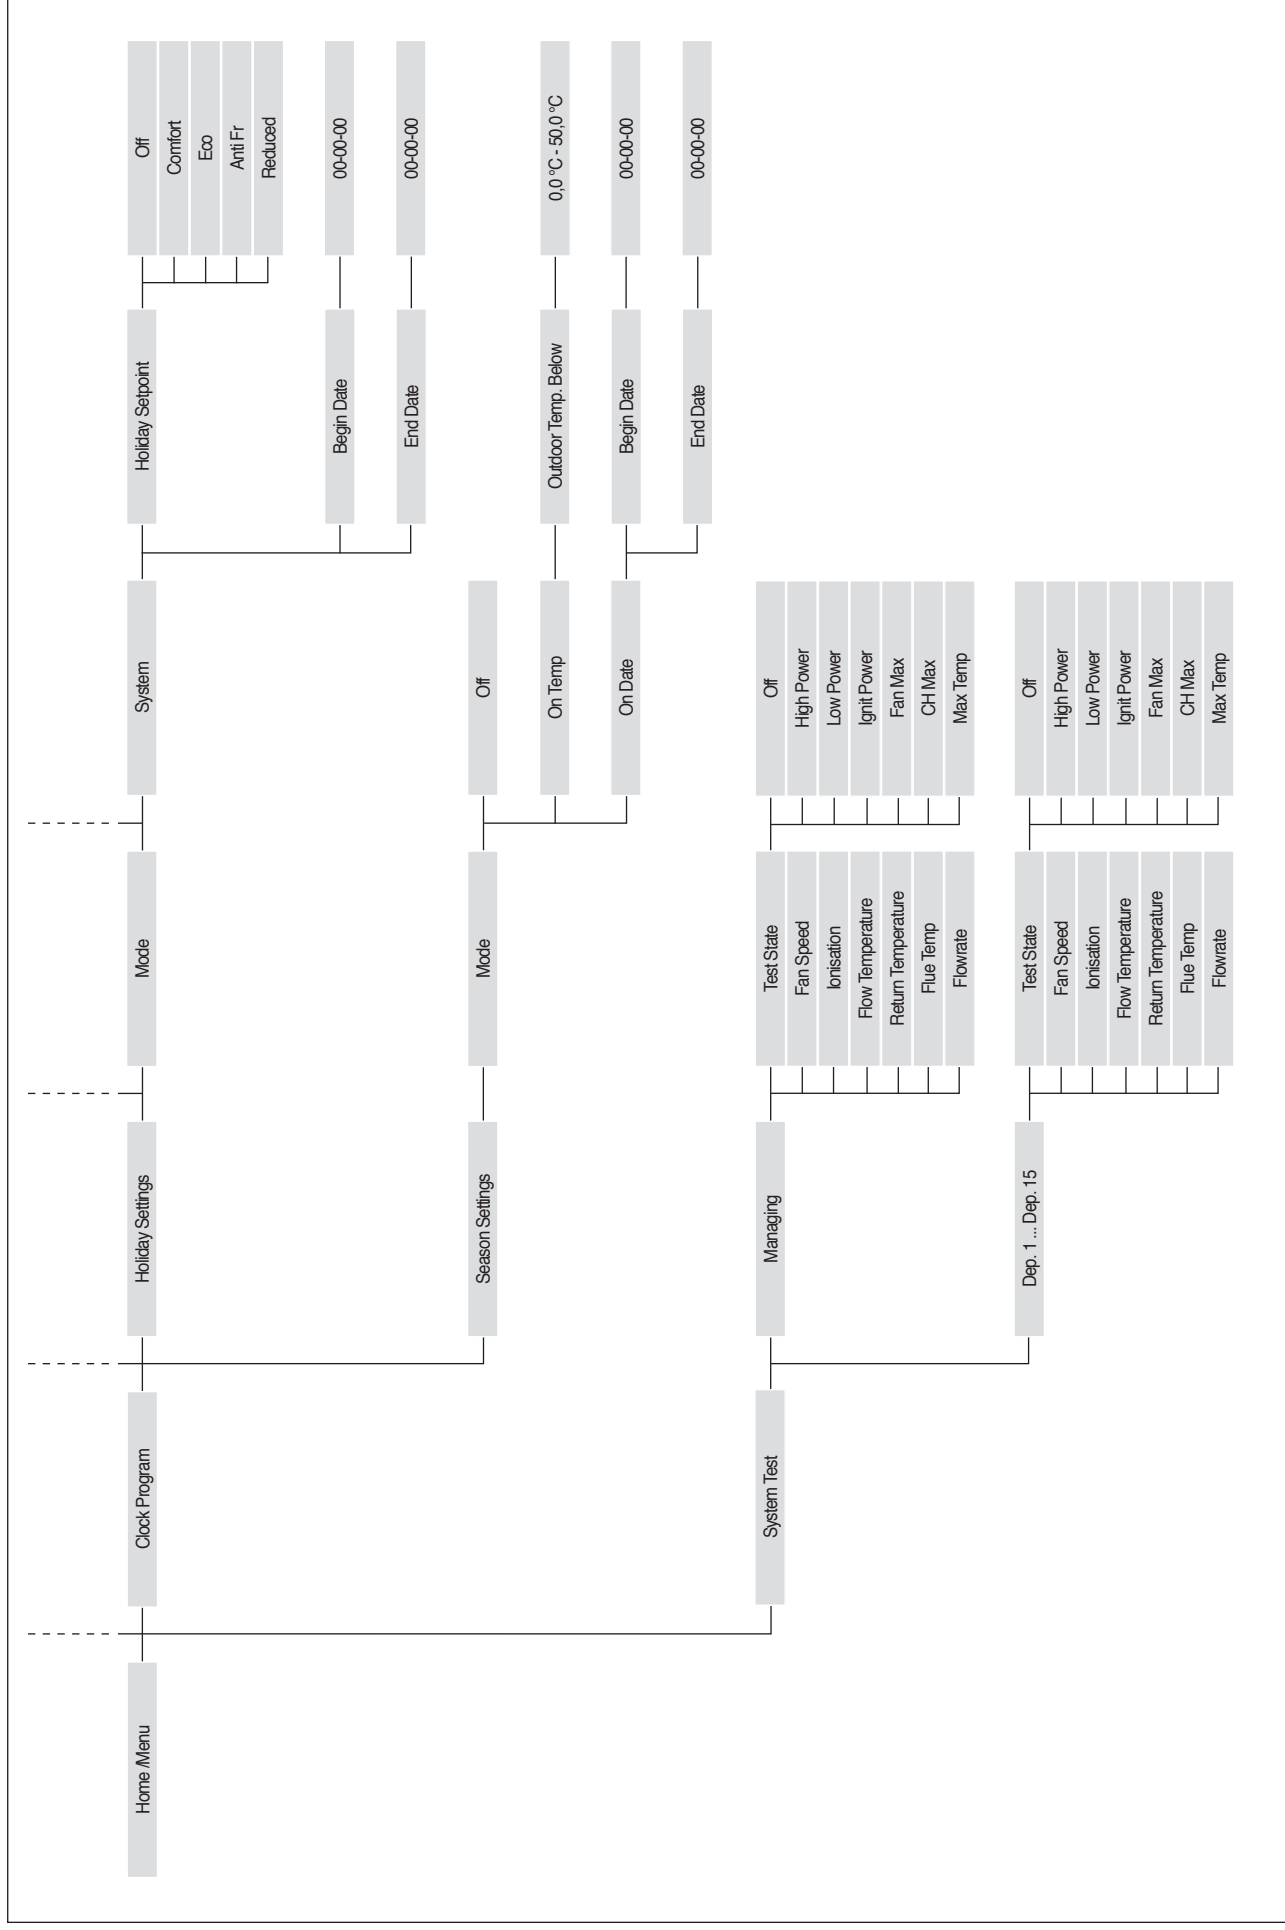 Home /Menu
Clock Program
Holiday Settings
Mode
System
Holiday Setpoint
Off
Comfort
Eco
Anti Fr
Reduced
Begin Date
00-00-00
End Date
00-00-00
Season Settings
Mode
Off
On Temp
Outdoor Temp. Below
0,0 °C - 50,0 °C
On Date
Begin Date
00-00-00
End Date
00-00-00
System Test
Managing
Test State
Off
Fan Speed
High Power
Ionisation
Low Power
Flow Temperature
Ignit Power
Return Temperature
Fan Max
Flue Temp
CH Max
Flowrate
Max Temp
Dep. 1 ... Dep. 15
Test State
Off
Fan Speed
High Power
Ionisation
Low Power
Flow Temperature
Ignit Power
Return Temperature
Fan Max
Flue Temp
CH Max
Flowrate
Max Temp